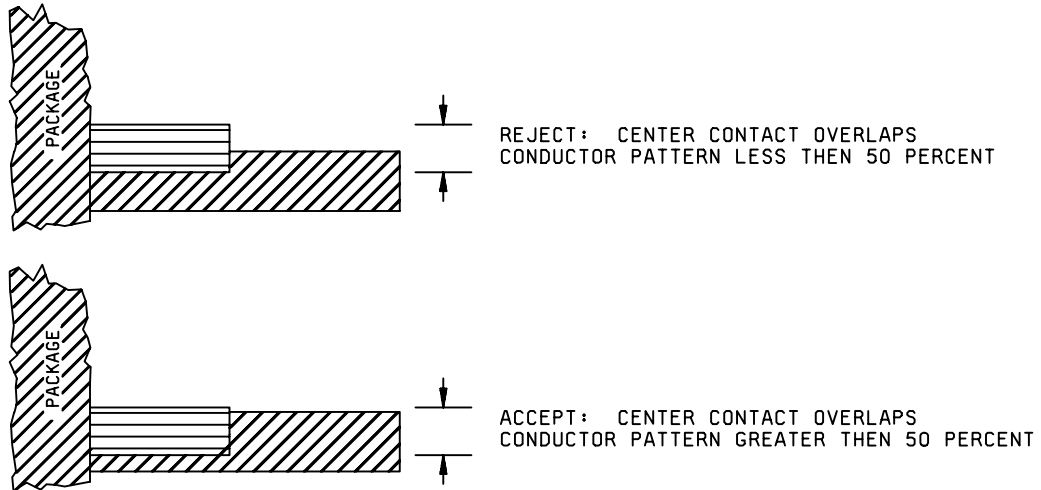 PACKAGE
REJECT: CENTER CONTACT OVERLAPS
CONDUCTOR PATTERN LESS THEN 50 PERCENT
PACKAGE
ACCEPT: CENTER CONTACT OVERLAPS
CONDUCTOR PATTERN GREATER THEN 50 PERCENT